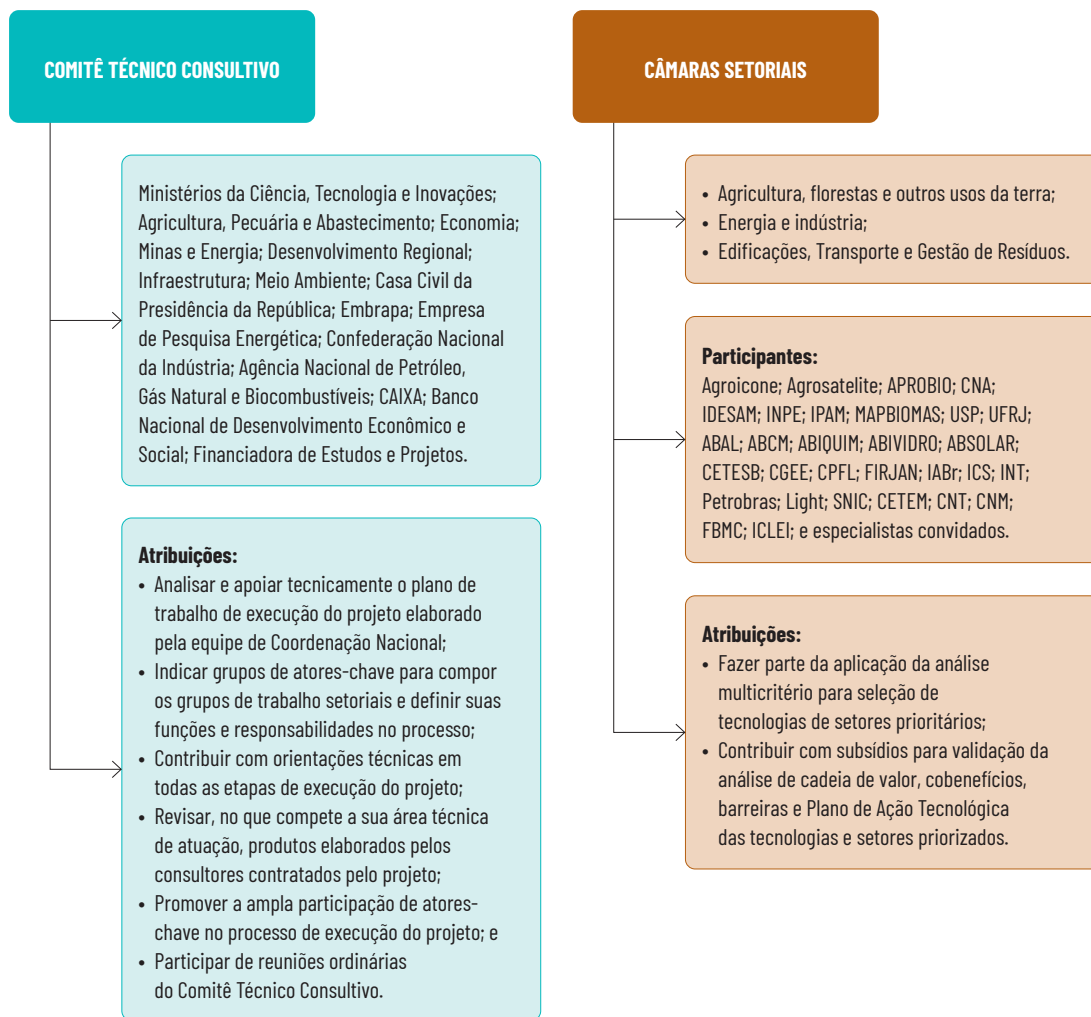 COMITÊ TÉCNICO CONSULTIVO
Ministérios da Ciência, Tecnologia e Inovações;
Agricultura, Pecuária e Abastecimento; Economia;
Minas e Energia; Desenvolvimento Regional;
Infraestrutura; Meio Ambiente; Casa Civil da
Presidência da República; Embrapa; Empresa
de Pesquisa Energética; Confederação Nacional
da Indústria; Agência Nacional de Petróleo,
Gás Natural e Biocombustíveis; CAIXA; Banco
Nacional de Desenvolvimento Econômico e
Social; Financiadora de Estudos e Projetos.
Atribuições:
• Analisar e apoiar tecnicamente o plano de
trabalho de execução do projeto elaborado
pela equipe de Coordenação Nacional;
• Indicar grupos de atores-chave para compor
os grupos de trabalho setoriais e definir suas
funções e responsabilidades no processo;
• Contribuir com orientações técnicas em
todas as etapas de execução do projeto;
• Revisar, no que compete a sua área técnica
de atuação, produtos elaborados pelos
consultores contratados pelo projeto;
• Promover a ampla participação de atores-
chave no processo de execução do projeto; e
• Participar de reuniões ordinárias
do Comitê Técnico Consultivo.
CÂMARAS SETORIAIS
• Agricultura, florestas e outros usos da terra;
• Energia e indústria;
• Edificações, Transporte e Gestão de Resíduos.
Participantes:
Agroicone; Agrosatelite; APROBIO; CNA;
IDESAM; INPE; IPAM; MAPBIOMAS; USP; UFRJ;
ABAL; ABCM; ABIQUIM; ABIVIDRO; ABSOLAR;
CETESB; CGEE; CPFL; FIRJAN; IABr; ICS; INT;
Petrobras; Light; SNIC; CETEM; CNT; CNM;
FBMC; ICLEI; e especialistas convidados.
Atribuições:
• Fazer parte da aplicação da análise
multicritério para seleção de
tecnologias de setores prioritários;
• Contribuir com subsídios para validação da
análise de cadeia de valor, cobenefícios,
barreiras e Plano de Ação Tecnológica
das tecnologias e setores priorizados.